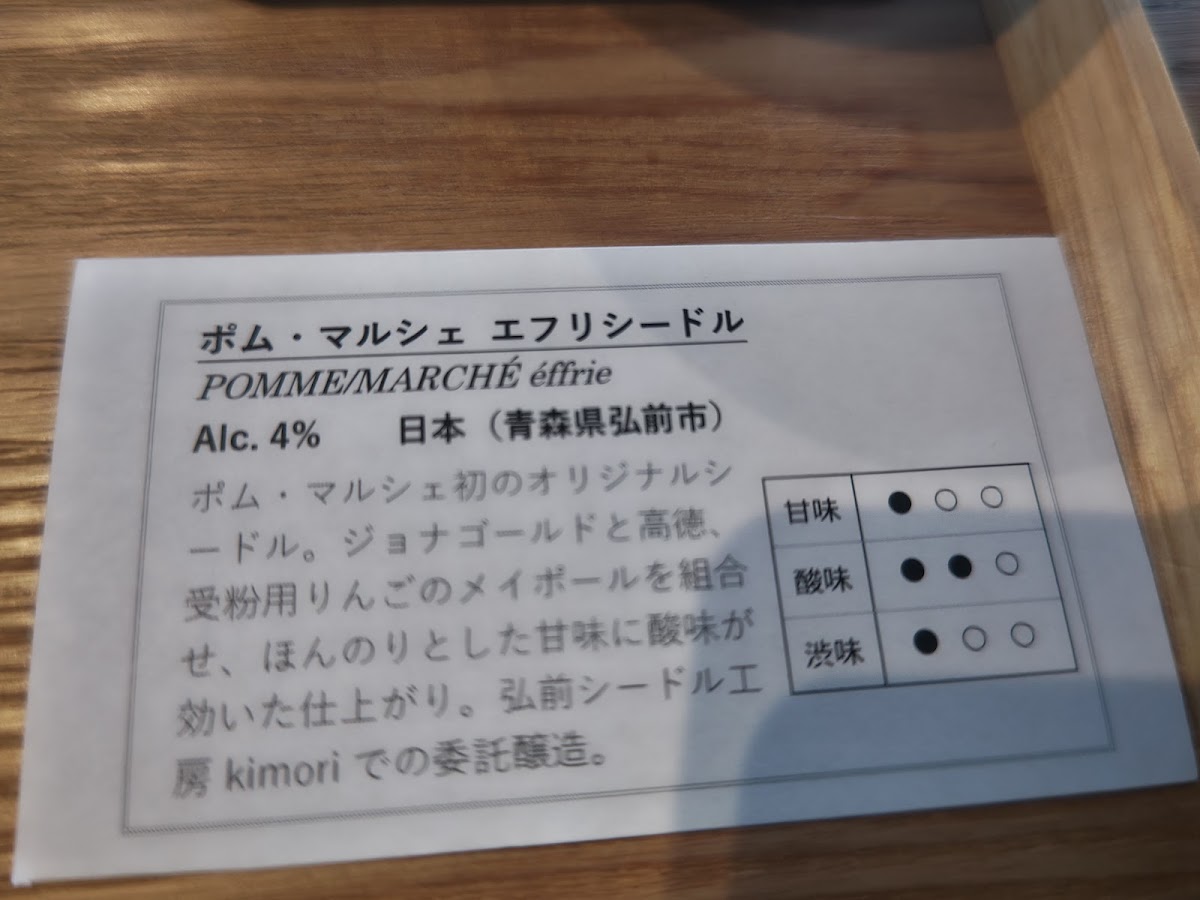 ポム・マルシェ エフリシードル
POMME/MARCHÉ éffrie
Alc. 4% 日本（青森県弘前市）
ポム・マルシェ初のオリジナルシ
ードル。ジョナゴールドと高徳、
受粉用りんごのメイポールを組合
せ、ほんのりとした甘味に酸味が
効いた仕上がり。弘前シードル工
房 kimori での委託醸造。
甘味 ●○○
酸味 ●●○
渋味 ●○○